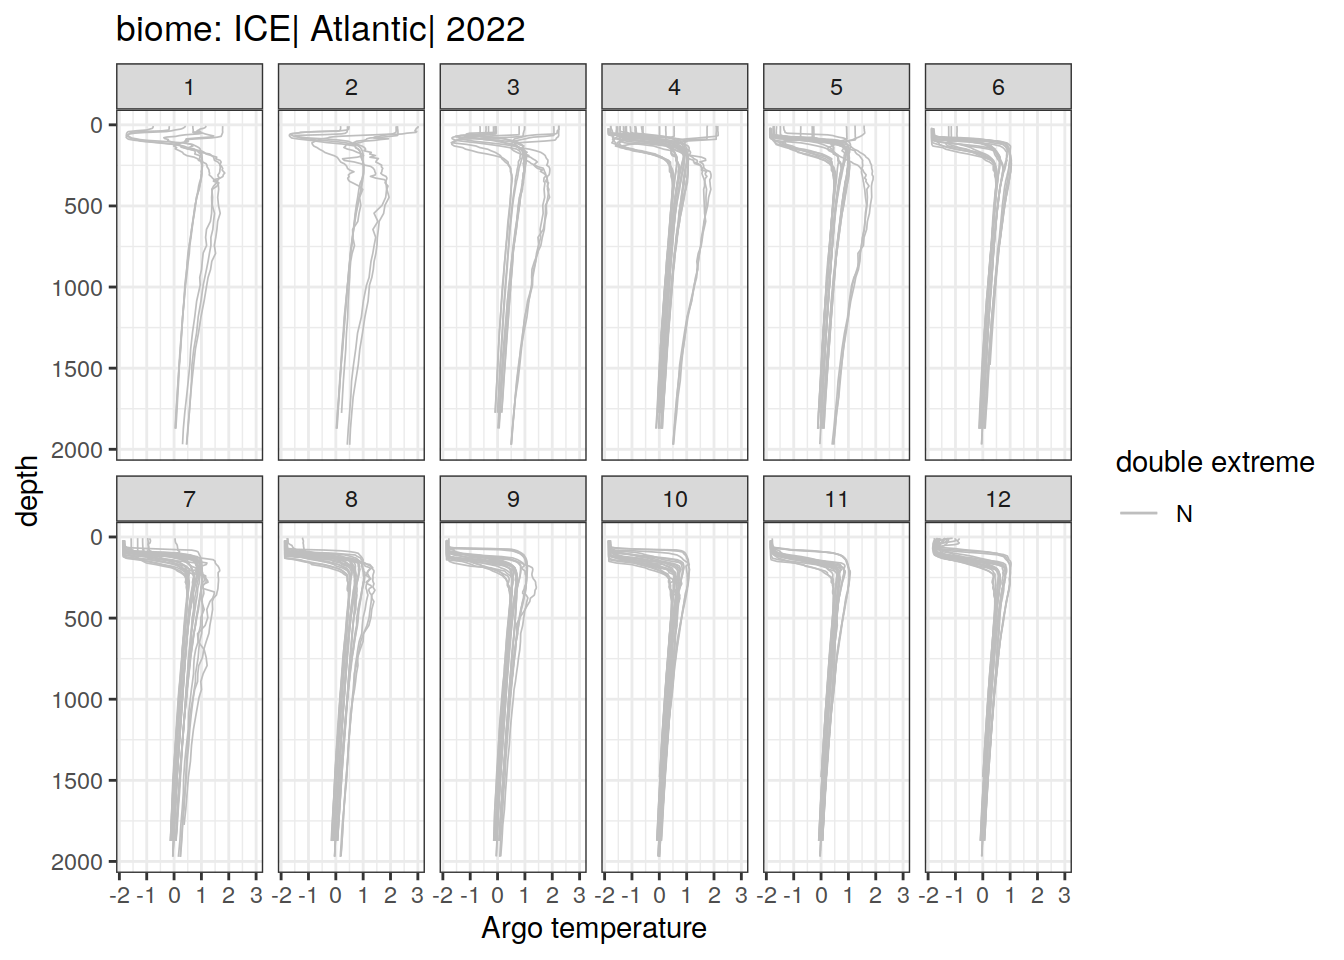 biome: ICE| Atlantic| 2022
1 2 3 4 5 6
0
500
1000
1500
2000
depth
7 8 9 10 11 12
0
500
1000
1500
2000
-2 -1 0 1 2 3 -2 -1 0 1 2 3 -2 -1 0 1 2 3 -2 -1 0 1 2 3 -2 -1 0 1 2 3 -2 -1 0 1 2 3
Argo temperature
double extreme
N